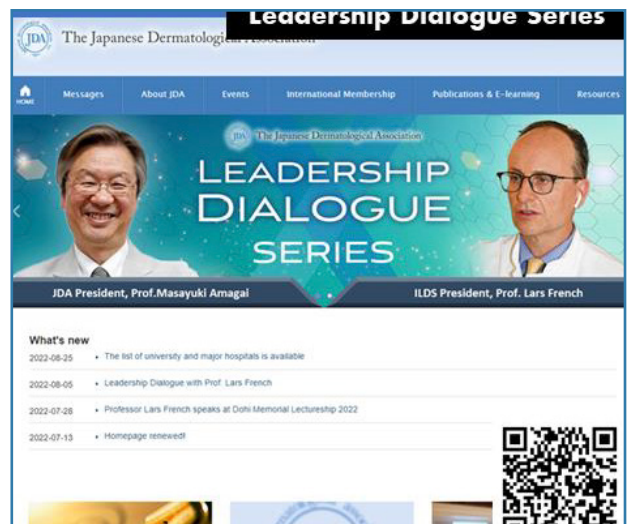 Leadership Dialogue Series
JDA
The Japanese Dermatological Association
HOME
Messages
About JDA
Events
International Membership
Publications & E-learning
Resources
JDA The Japanese Dermatological Association
LEADERSHIP
DIALOGUE
SERIES
JDA President, Prof.Masayuki Amagai
ILDS President, Prof. Lars French
What's new
2022-08-25 • The list of university and major hospitals is available
2022-08-05 • Leadership Dialogue with Prof. Lars French
2022-07-28 • Professor Lars French speaks at Dohi Memorial Lectureship 2022
2022-07-13 • Homepage renewed!!